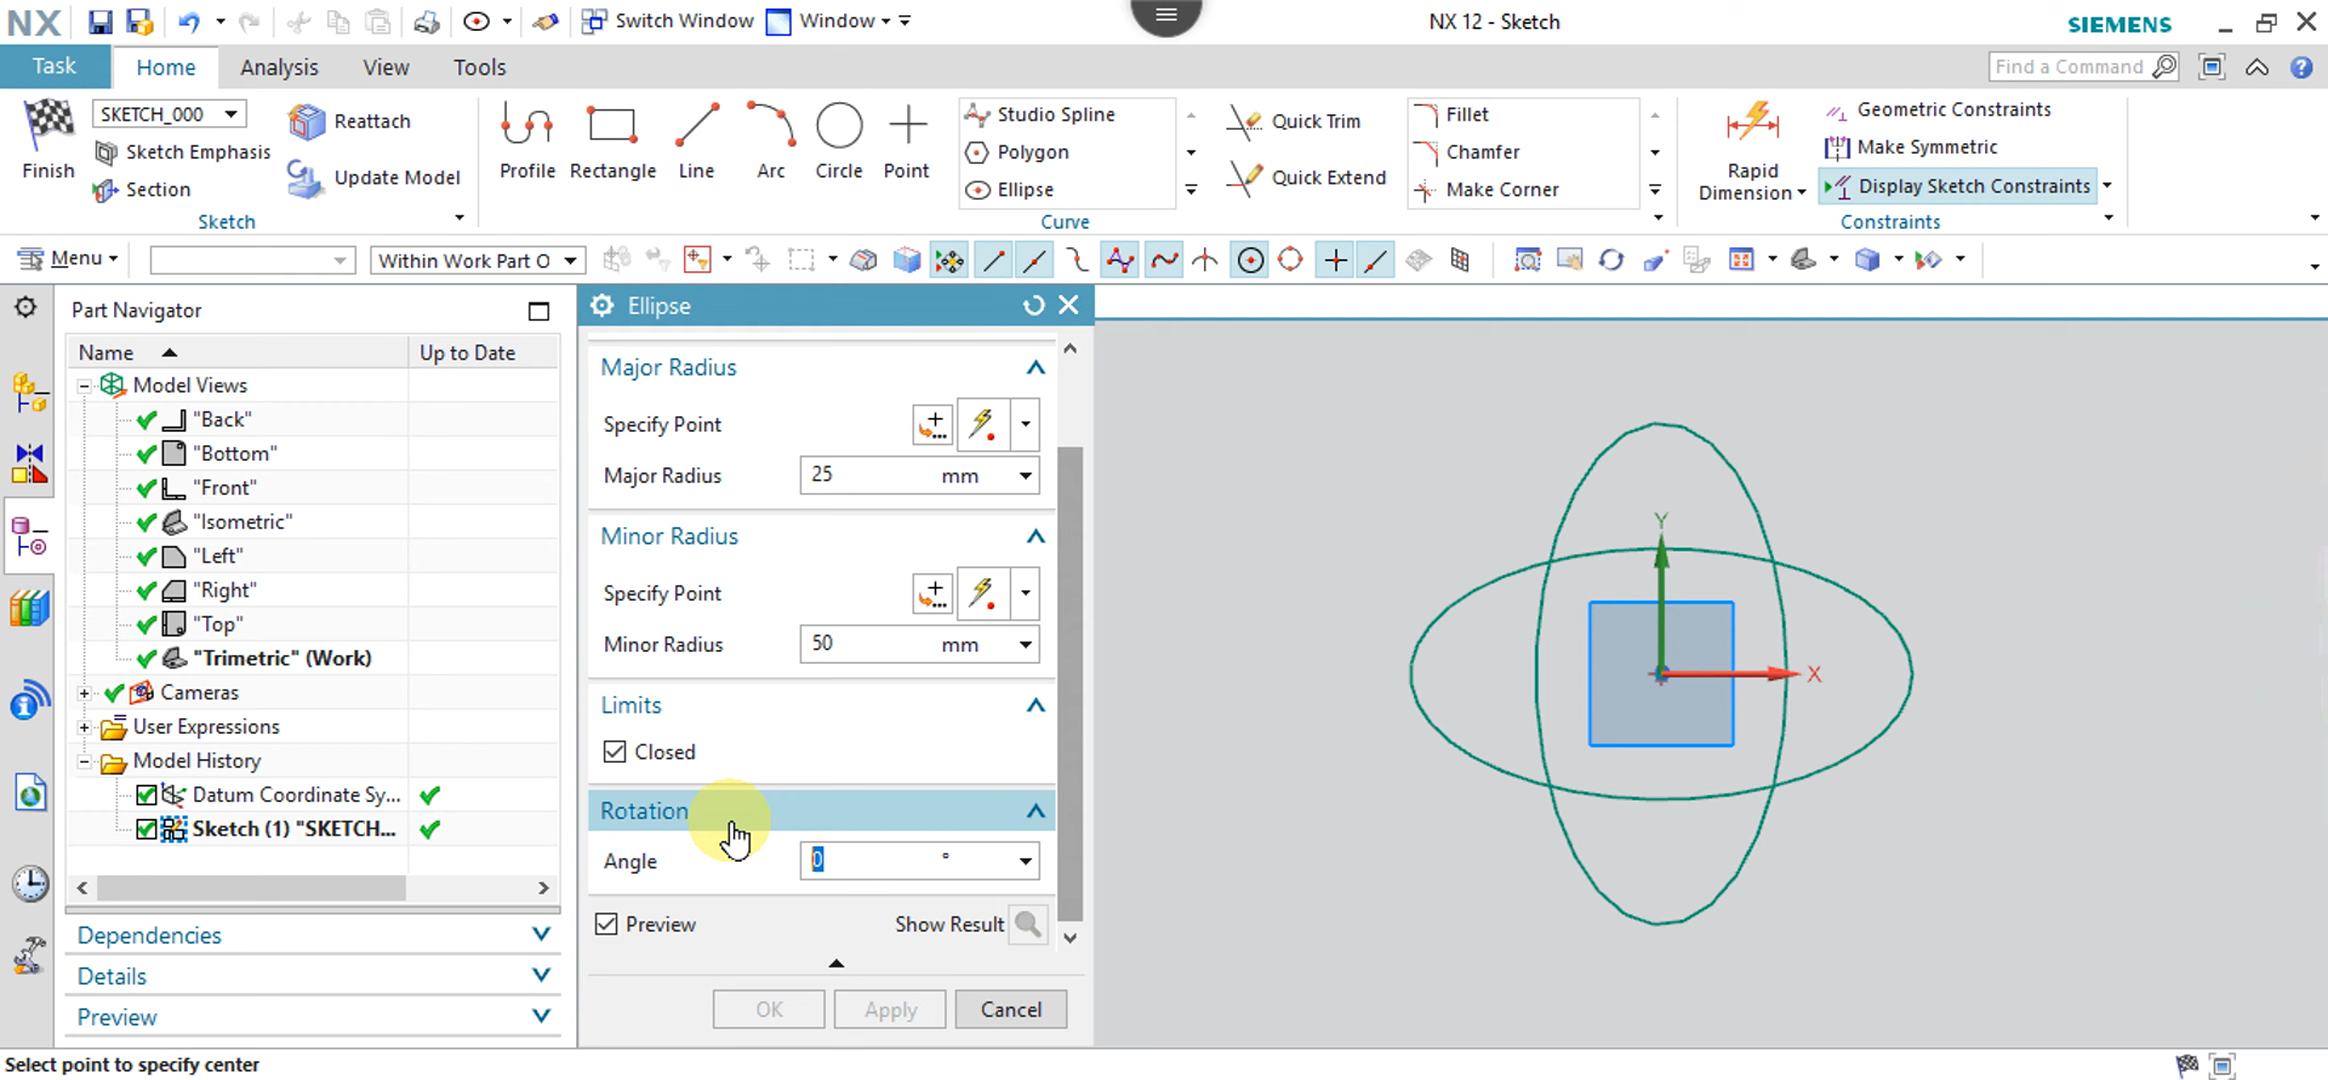 NX
Switch Window
Window
NX 12 - Sketch
SIEMENS
Task
Home
Analysis
View
Tools
Find a Command
Finish
SKETCH_000
Sketch Emphasis
Section
Reattach
Update Model
Sketch
Profile
Rectangle
Line
Arc
Circle
Point
Studio Spline
Polygon
Ellipse
Quick Trim
Quick Extend
Fillet
Chamfer
Make Corner
Curve
Rapid
Dimension
Geometric Constraints
Make Symmetric
Display Sketch Constraints
Constraints
Menu
Within Work Part O
Part Navigator
Name
Up to Date
Model Views
"Back"
"Bottom"
"Front"
"Isometric"
"Left"
"Right"
"Top"
"Trimetric" (Work)
Cameras
User Expressions
Model History
Datum Coordinate Sy...
Sketch (1) "SKETCH...
Dependencies
Details
Preview
Ellipse
Major Radius
Specify Point
Major Radius 25 mm
Minor Radius
Specify Point
Minor Radius 50 mm
Limits
Closed
Rotation
Angle 0 °
Preview
Show Result
OK
Apply
Cancel
Y
X
Select point to specify center